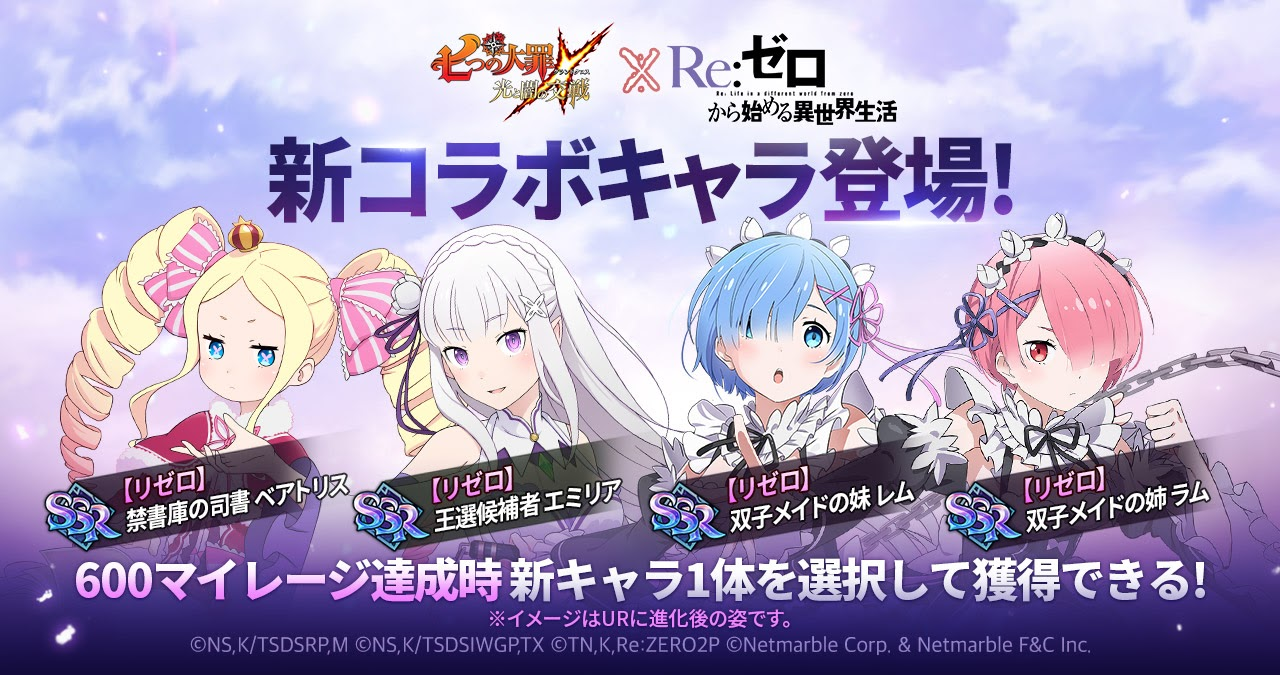 七つの大罪
グランドクロス
光と闇の交戦
Re:ゼロ
Re: Life in a different world from zero
から始める異世界生活
新コラボキャラ登場!
SSR
【リゼロ】
禁書庫の司書 ベアトリス
SSR
【リゼロ】
王選候補者 エミリア
SSR
【リゼロ】
双子メイドの妹 レム
SSR
【リゼロ】
双子メイドの姉 ラム
600マイレージ達成時 新キャラ1体を選択して獲得できる!
※イメージはURに進化後の姿です。
©NS,K/TSDSRP,M ©NS,K/TSDSIWGP,TX ©TN,K,Re:ZERO2P ©Netmarble Corp. & Netmarble F&C Inc.